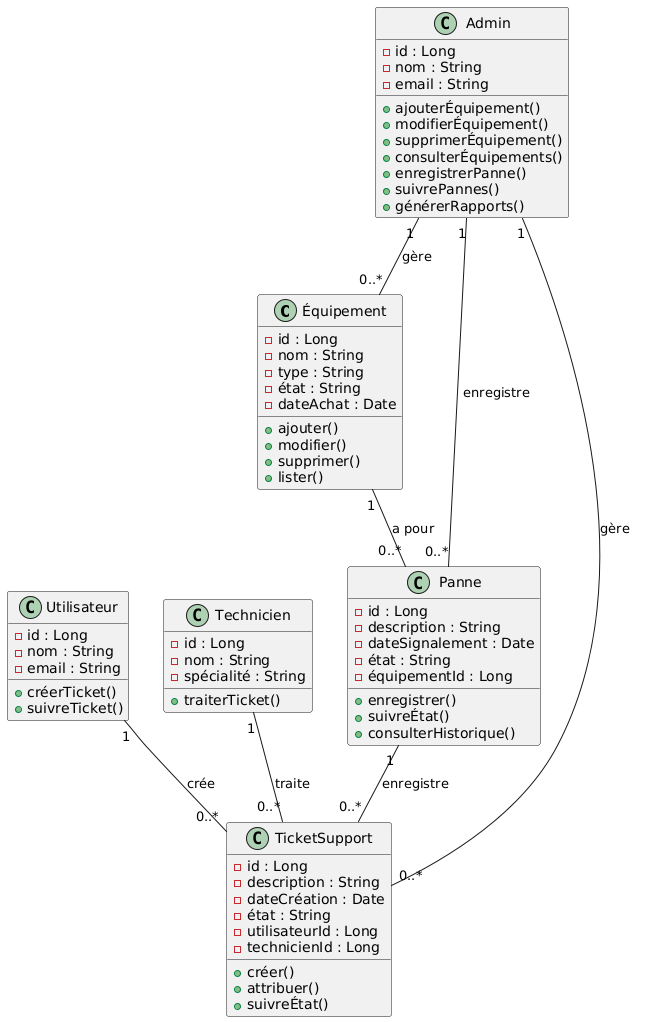 C Admin
id : Long
nom : String
email : String
ajouterÉquipement()
modifierÉquipement()
supprimerÉquipement()
consulterÉquipements()
enregistrerPanne()
suivrePannes()
générerRapports()
1
1
1
gère
0..*
C Équipement
id : Long
nom : String
type : String
état : String
dateAchat : Date
ajouter()
modifier()
supprimer()
lister()
enregistre
1
a pour
gère
0..*
0..*
C Utilisateur
id : Long
nom : String
email : String
créerTicket()
suivreTicket()
C Technicien
id : Long
nom : String
spécialité : String
traiterTicket()
C Panne
id : Long
description : String
dateSignalement : Date
état : String
équipementId : Long
enregistrer()
suivreÉtat()
consulterHistorique()
1
1
1
crée
traite
enregistre
0..*
0..*
0..*
0..*
C TicketSupport
id : Long
description : String
dateCréation : Date
état : String
utilisateurId : Long
technicienId : Long
créer()
attribuer()
suivreÉtat()